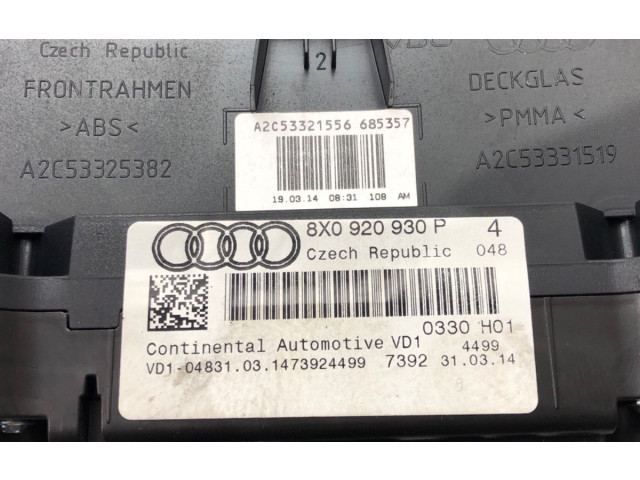 Czech Republic
FRONTRAHMEN
>ABS<
A2C53325382
2
DECKGLAS
>PMMA<
A2C53331519
A2C53321556 685357
19.03.14 08:31 108 AM
8X0 920 930 P 4
Czech Republic 048
0330 H01
Continental Automotive VD1 4499
VD1-04831.03.1473924499 7392 31.03.14